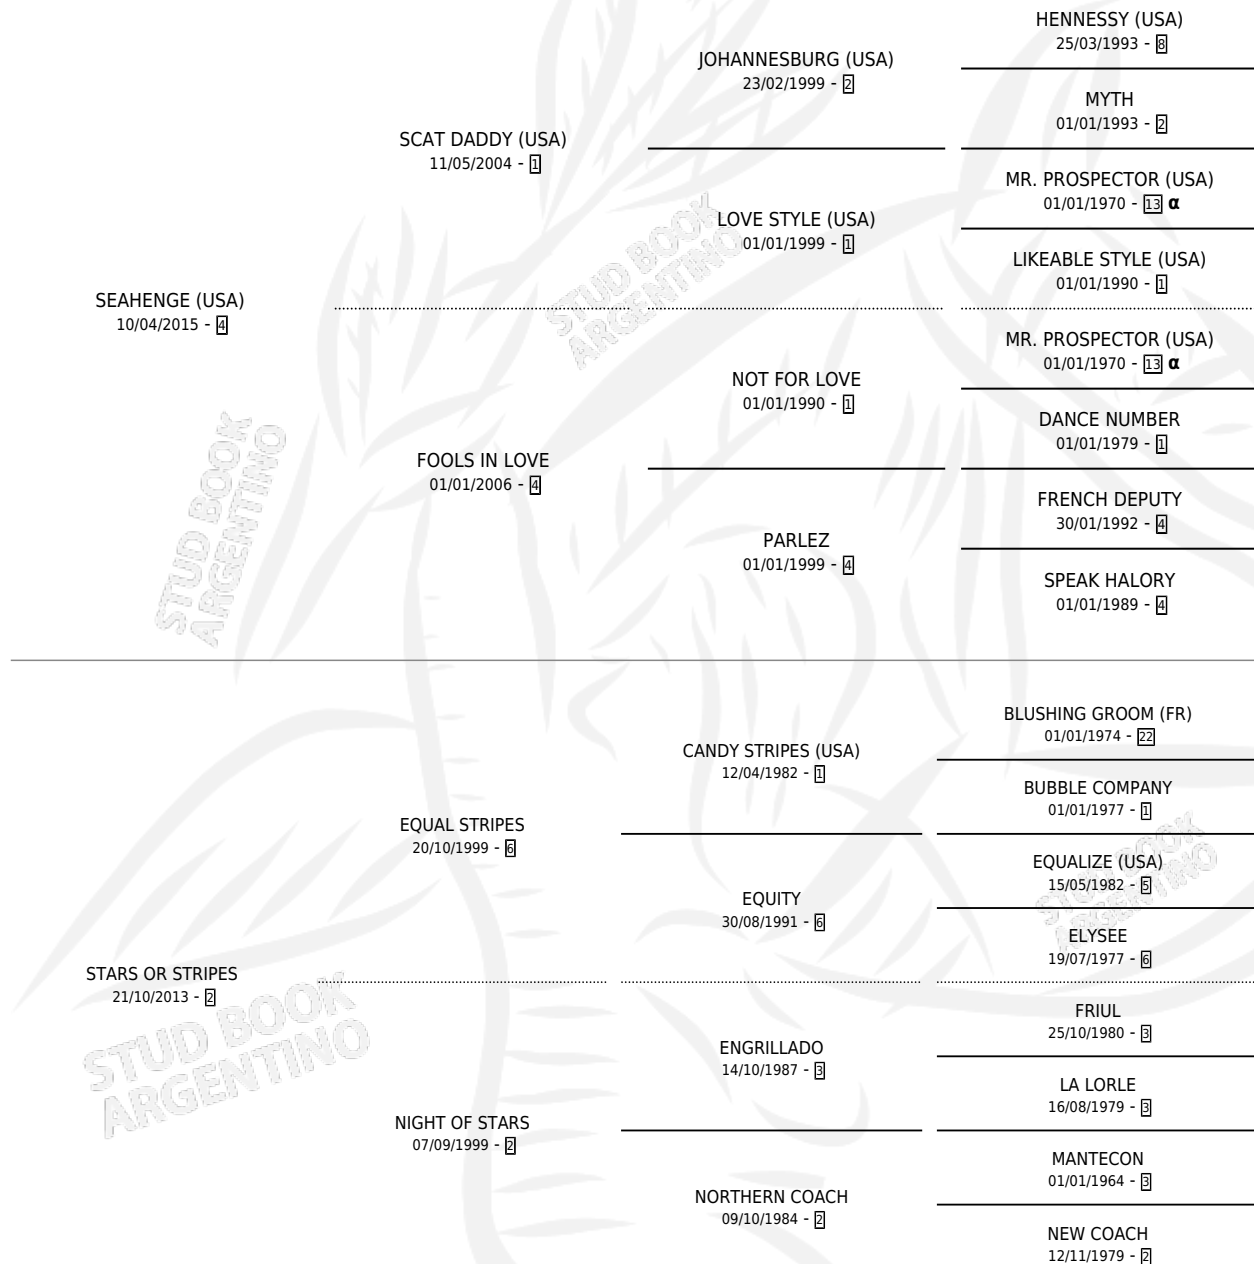 HENNESSY (USA)
25/03/1993 - 8
JOHANNESBURG (USA)
23/02/1999 - 2
MYTH
01/01/1993 - 2
SCAT DADDY (USA)
11/05/2004 - 1
MR. PROSPECTOR (USA)
01/01/1970 - 13 α
LOVE STYLE (USA)
01/01/1999 - 1
LIKEABLE STYLE (USA)
01/01/1990 - 1
STUD BOOK
ARGENTINO
SEAHENGE (USA)
10/04/2015 - 4
MR. PROSPECTOR (USA)
01/01/1970 - 13 α
NOT FOR LOVE
01/01/1990 - 1
DANCE NUMBER
01/01/1979 - 1
FOOLS IN LOVE
01/01/2006 - 4
FRENCH DEPUTY
30/01/1992 - 4
PARLEZ
01/01/1999 - 4
SPEAK HALORY
01/01/1989 - 4
STUD BOOK
ARGENTINO
BLUSHING GROOM (FR)
01/01/1974 - 22
CANDY STRIPES (USA)
12/04/1982 - 1
BUBBLE COMPANY
01/01/1977 - 1
EQUAL STRIPES
20/10/1999 - 6
EQUALIZE (USA)
15/05/1982 - 5
EQUITY
30/08/1991 - 6
ELYSEE
19/07/1977 - 6
STUD BOOK
ARGENTINO
STARS OR STRIPES
21/10/2013 - 2
FRIUL
25/10/1980 - 3
ENGRILLADO
14/10/1987 - 3
LA LORLE
16/08/1979 - 3
STUD BOOK
ARGENTINO
NIGHT OF STARS
07/09/1999 - 2
MANTECON
01/01/1964 - 3
NORTHERN COACH
09/10/1984 - 2
NEW COACH
12/11/1979 - 2